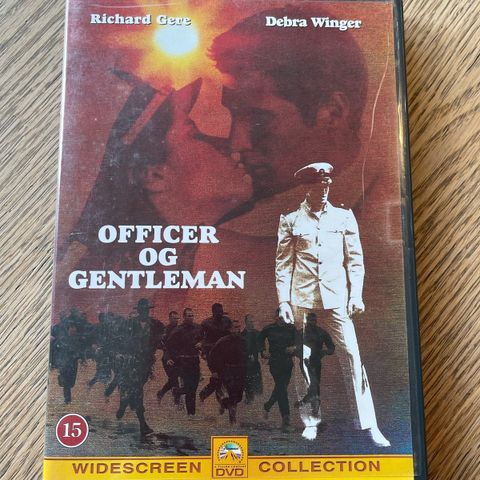 Richard Gere Debra Winger
OFFICER
OG
GENTLEMAN
15
WIDESCREEN DVD COLLECTION